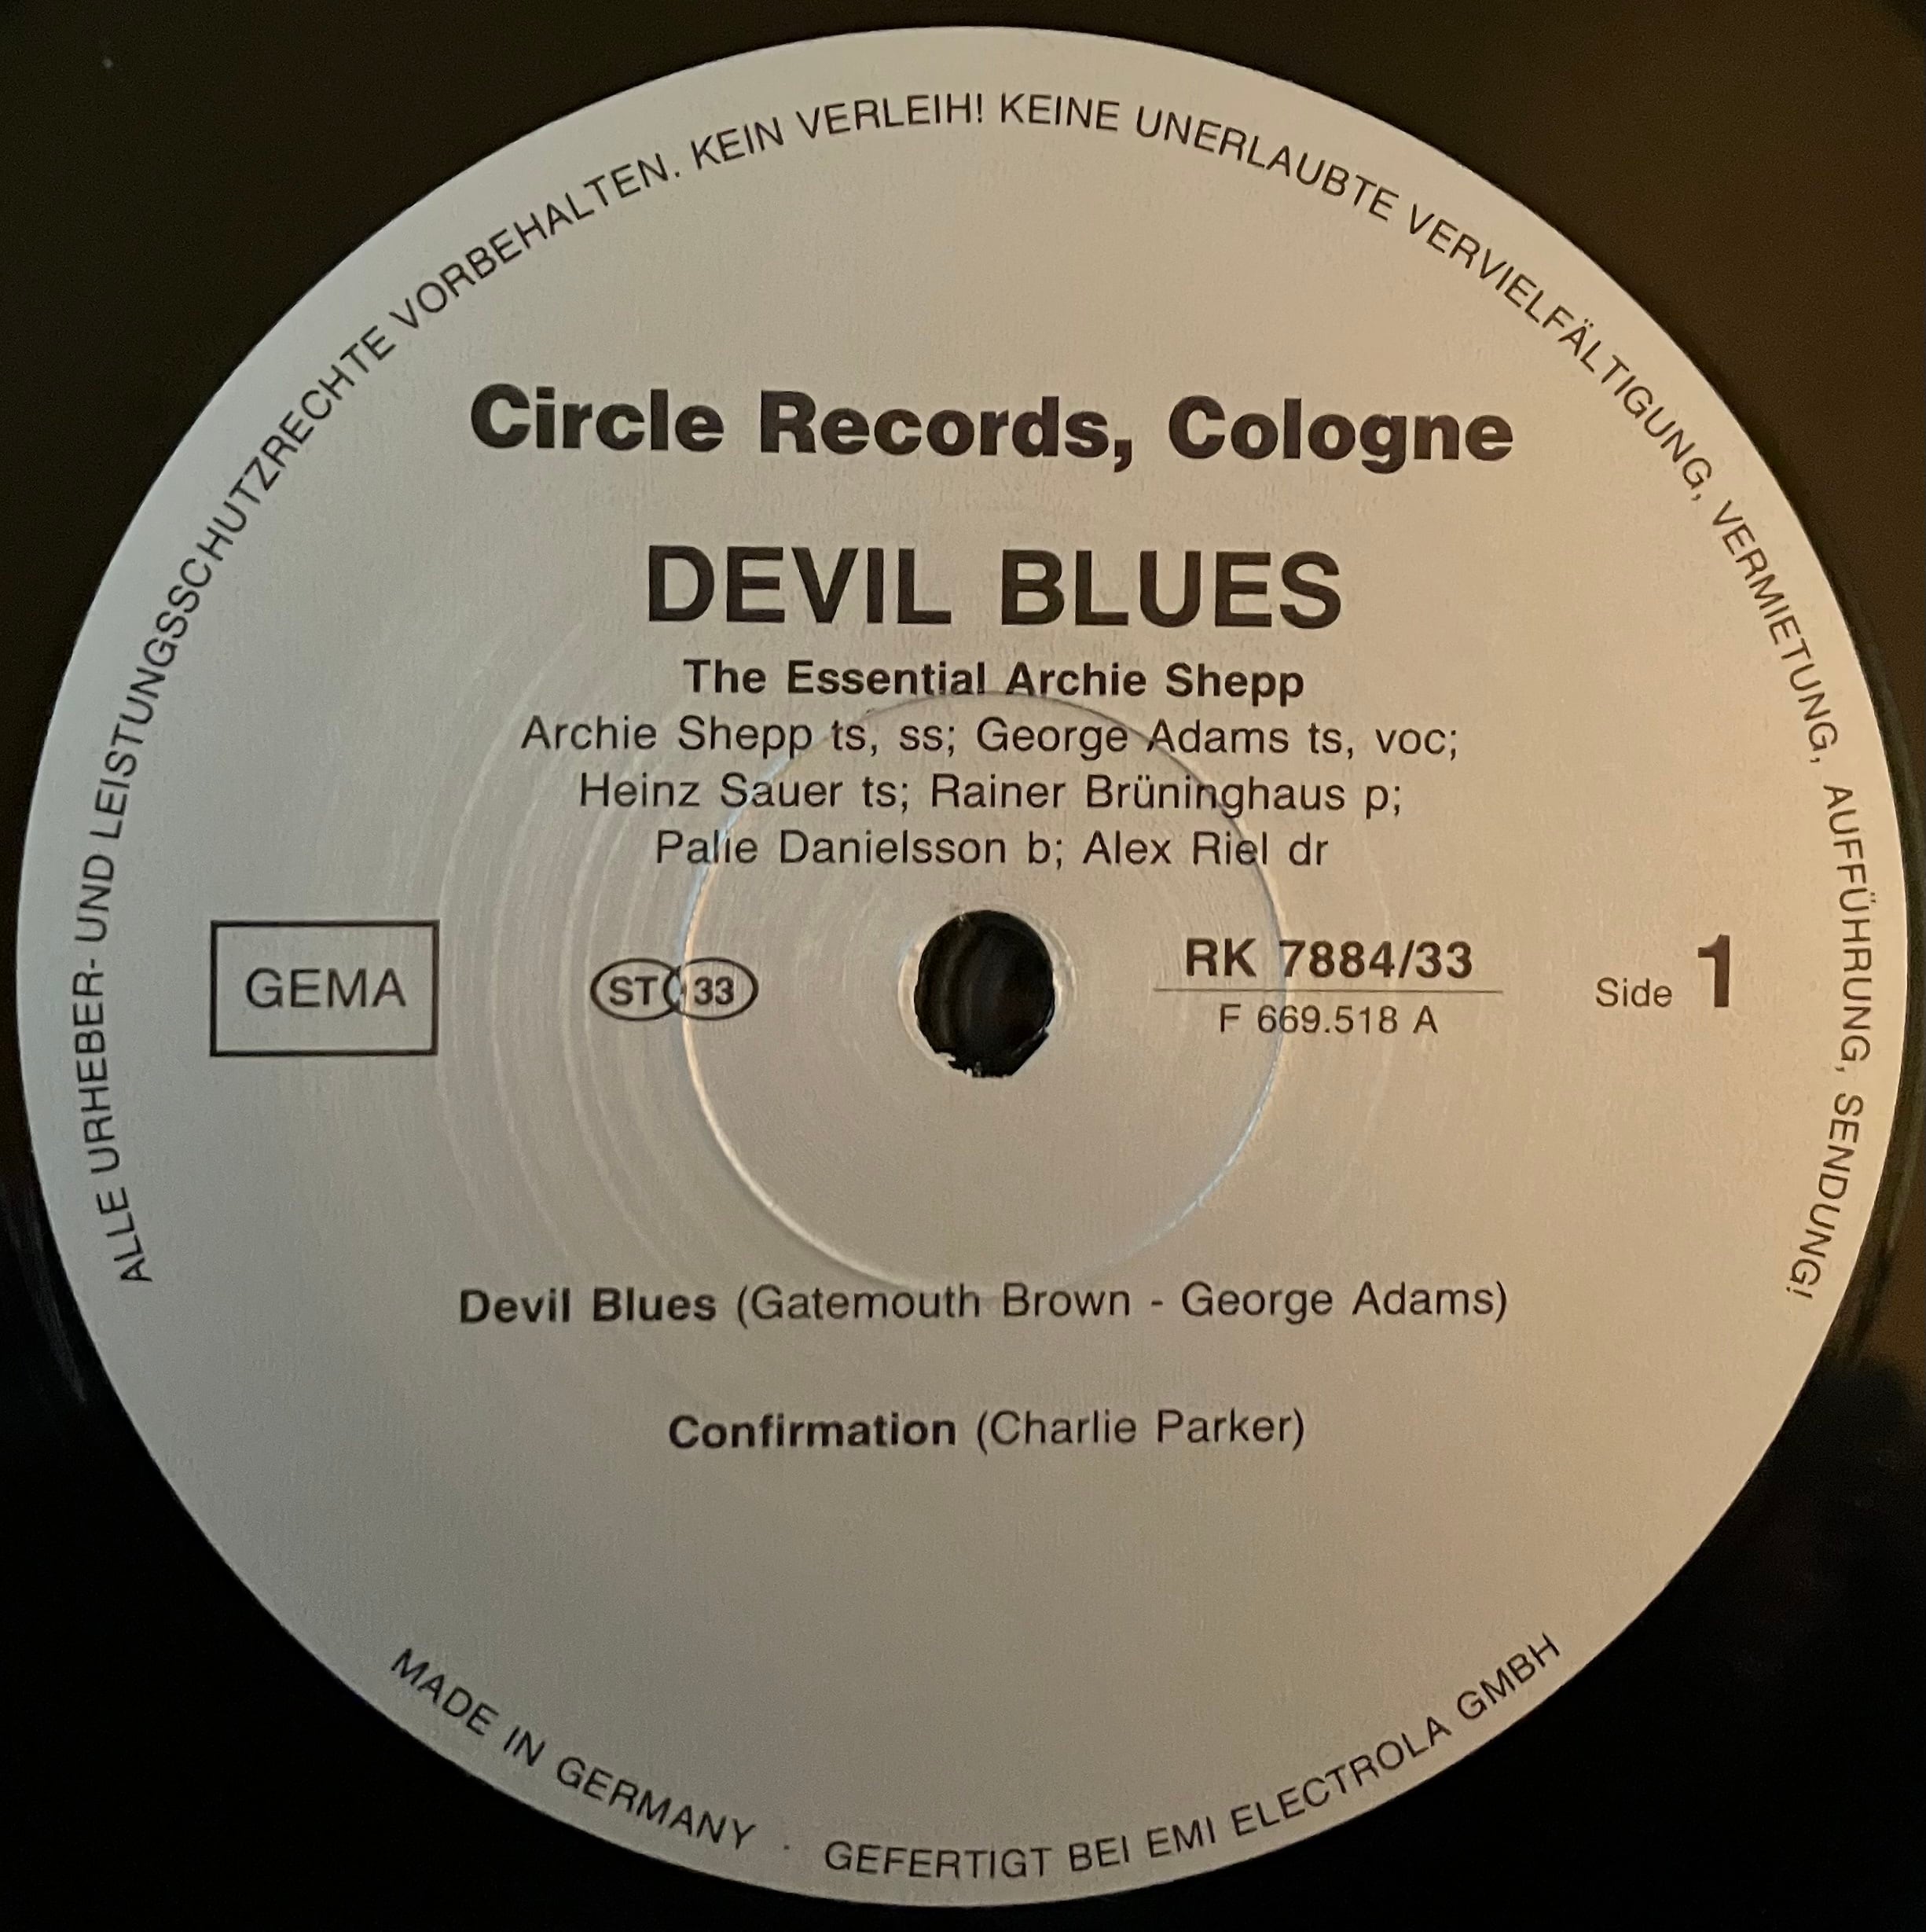 ALLE URHEBER- UND LEISTUNGSSCHUTZRECHTE VORBEHALTEN. KEIN VERLEIH! KEINE UNERLAUBTE VERVIELFÄLTIGUNG, VERMIETUNG, AUFFÜHRUNG, SENDUNG!
Circle Records, Cologne
DEVIL BLUES
The Essential Archie Shepp
Archie Shepp ts, ss; George Adams ts, voc;
Heinz Sauer ts; Rainer Brüninghaus p;
Palie Danielsson b; Alex Riel dr
GEMA
ST 33
RK 7884/33
F 669.518 A
Side 1
Devil Blues (Gatemouth Brown - George Adams)
Confirmation (Charlie Parker)
MADE IN GERMANY · GEFERTIGT BEI EMI ELECTROLA GMBH